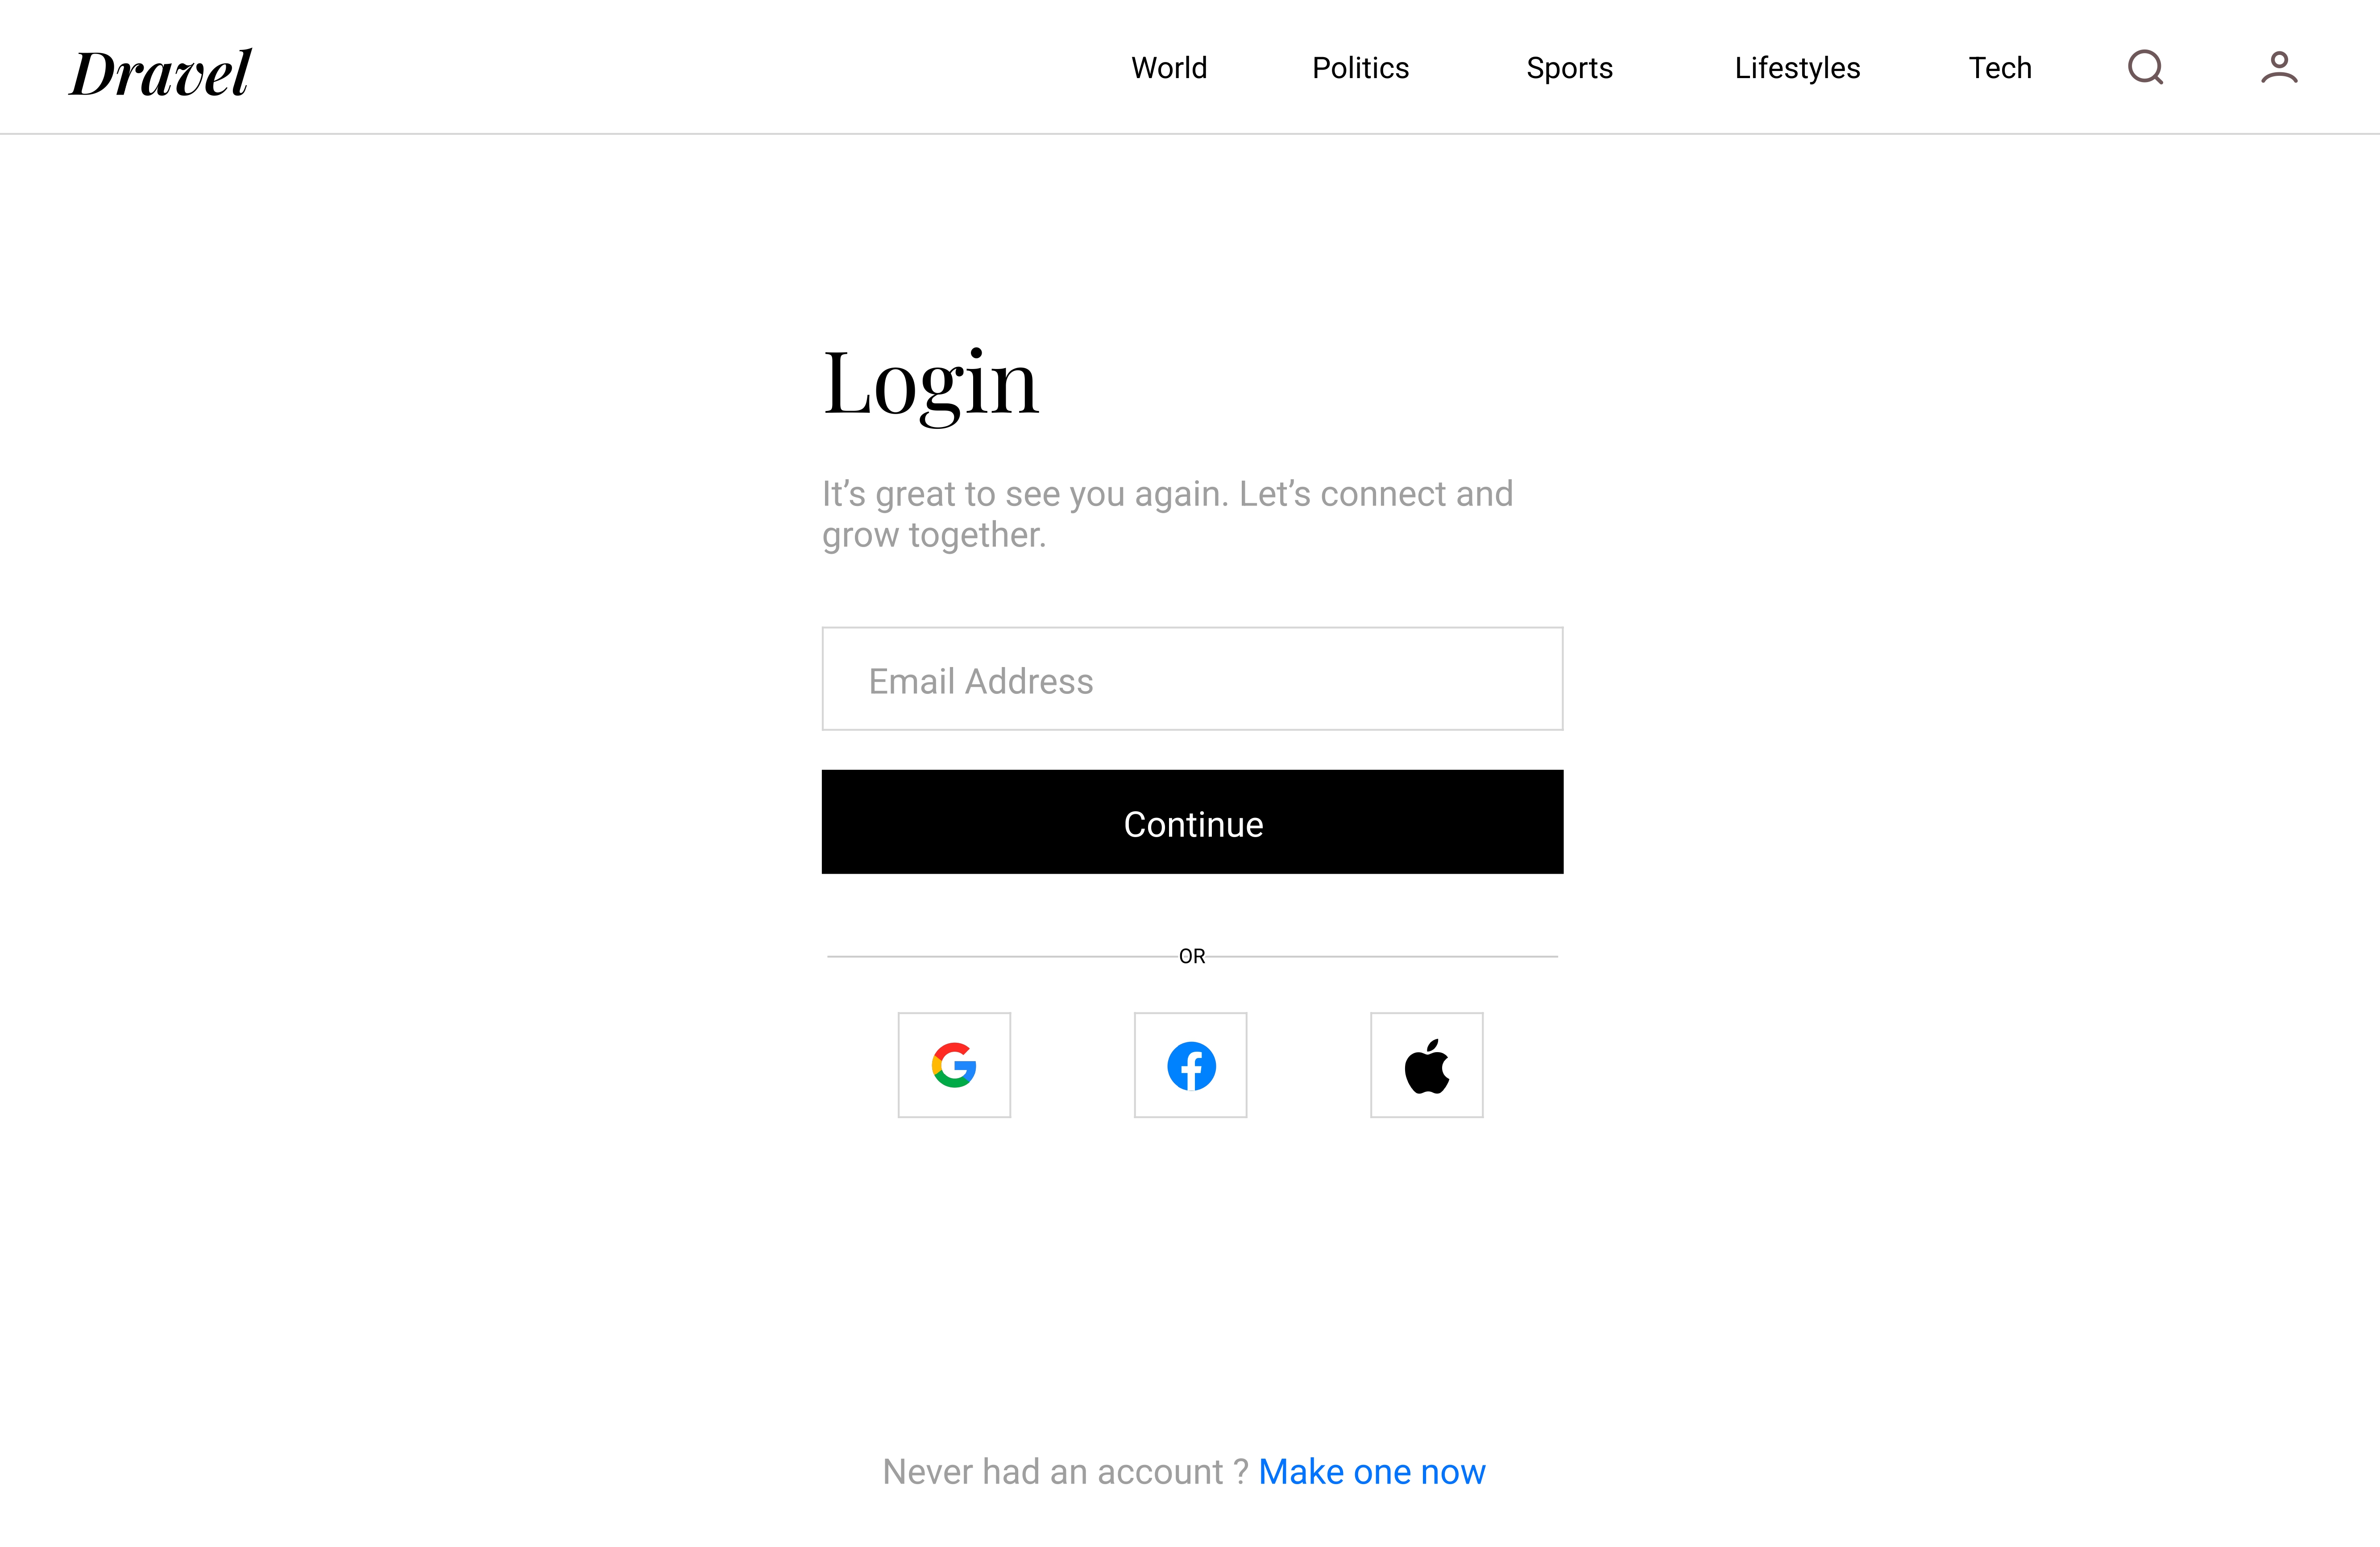 Dravel
World
Politics
Sports
Lifestyles
Tech
Login
It’s great to see you again. Let’s connect and
grow together.
Email Address
Continue
OR
Never had an account ? Make one now